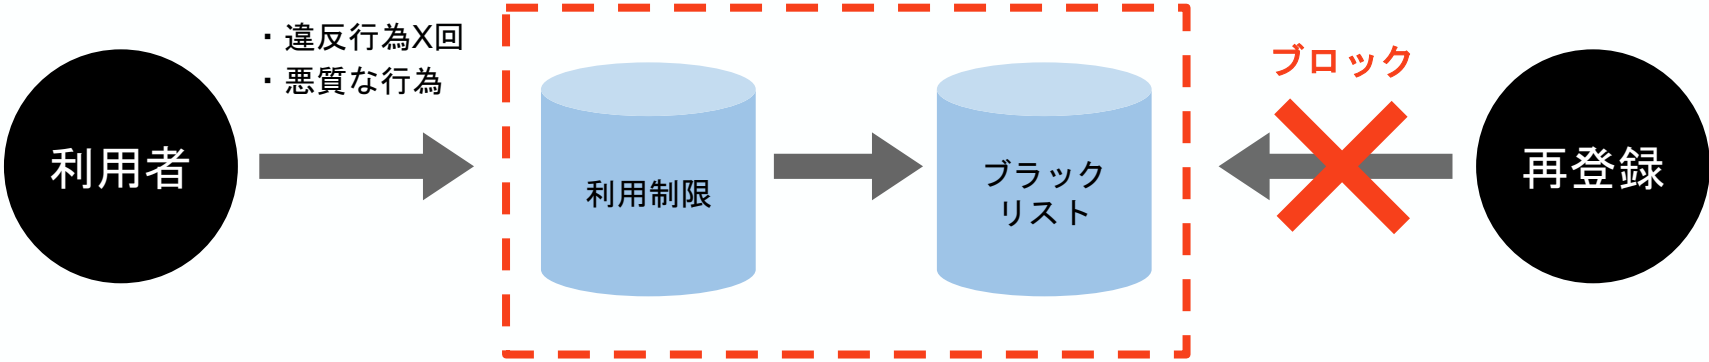 ・違反行為X回
・悪質な行為
利用者
利用制限
ブラック
リスト
ブロック
再登録